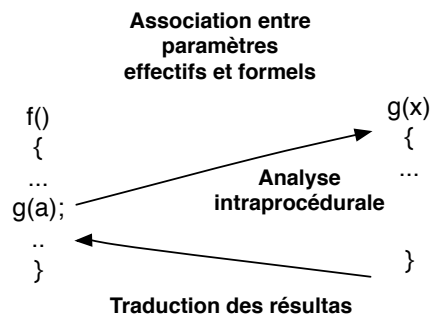 Association entre
paramètres
effectifs et formels
f()
{
...
g(a);
..
}
g(x)
{
...
}
Analyse
intraprocédurale
Traduction des résultas